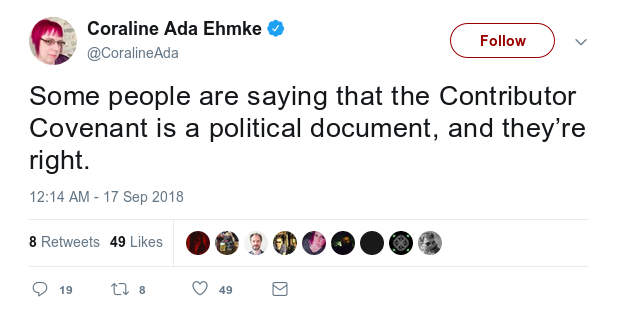 Coraline Ada Ehmke
@CoralineAda
Follow
Some people are saying that the Contributor
Covenant is a political document, and they’re
right.
12:14 AM - 17 Sep 2018
8 Retweets 49 Likes
19 8 49